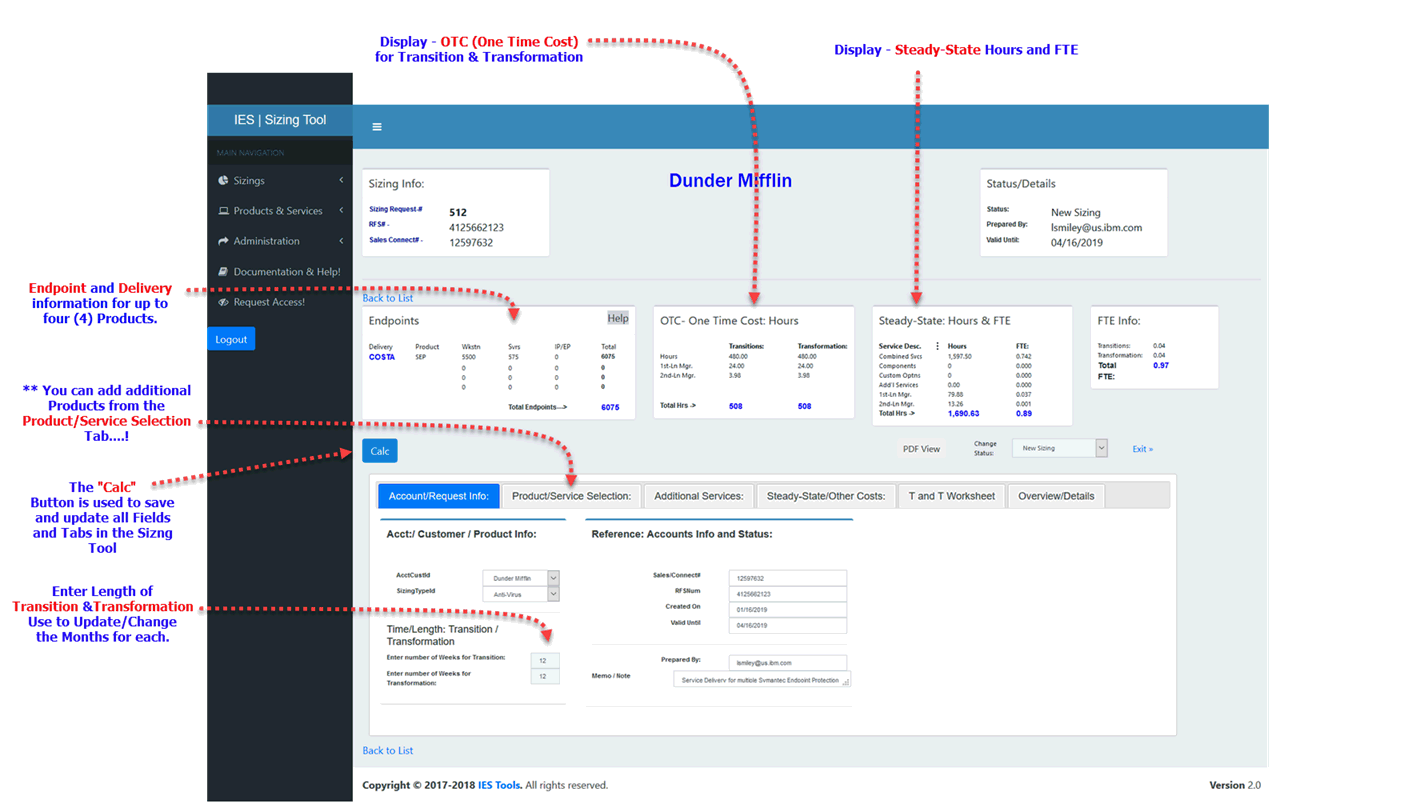 Display - OTC (One Time Cost)
for Transition & Transformation
Display - Steady-State Hours and FTE
IES | Sizing Tool
MAIN NAVIGATION
Sizings
Products & Services
Administration
Documentation & Help!
Request Access!
Logout
Endpoint and Delivery
information for up to
four (4) Products.
** You can add additional
Products from the
Product/Service Selection
Tab....!
The "Calc"
Button is used to save
and update all Fields
and Tabs in the Sizng
Tool
Enter Length of
Transition &Transformation
Use to Update/Change
the Months for each.
Dunder Mifflin
Sizing Info:
Sizing Request-# 512
RFS# - 4125662123
Sales Connect# - 12597632
Status/Details
Status: New Sizing
Prepared By: lsmiley@us.ibm.com
Valid Until: 04/16/2019
Back to List
Endpoints Help
Delivery Product Wkstn Svrs IP/EP Total
COSTA SEP 5500 575 0 6075
0 0 0 0
0 0 0 0
0 0 0 0
Total Endpoints---> 6075
OTC- One Time Cost: Hours
Transitions: Transformation:
Hours 480.00 480.00
1st-Ln Mgr. 24.00 24.00
2nd-Ln Mgr. 3.98 3.98
Total Hrs -> 508 508
Steady-State: Hours & FTE
Service Desc. : Hours FTE:
Combined Svcs 1,597.50 0.742
Components 0 0.000
Custom Optns 0 0.000
Add'l Services 0.00 0.000
1st-Ln Mgr. 79.88 0.037
2nd-Ln Mgr. 13.26 0.001
Total Hrs -> 1,690.63 0.89
FTE Info:
Transitions: 0.04
Transformation: 0.04
Total 0.97
FTE:
Calc
PDF View
Change
Status:
New Sizing
Exit »
Account/Request Info: Product/Service Selection: Additional Services: Steady-State/Other Costs: T and T Worksheet Overview/Details
Acct:/ Customer / Product Info:
AcctCustId Dunder Mifflin
SizingTypeId Anti-Virus
Time/Length: Transition /
Transformation
Enter number of Weeks for Transition: 12
Enter number of Weeks for
Transformation: 12
Reference: Accounts Info and Status:
Sales/Connect# 12597632
RFSNum 4125662123
Created On 01/16/2019
Valid Until 04/16/2019
Prepared By: lsmiley@us.ibm.com
Memo / Note Service Delivery for multiple Symantec Endpoint Protection
Back to List
Copyright © 2017-2018 IES Tools. All rights reserved.
Version 2.0